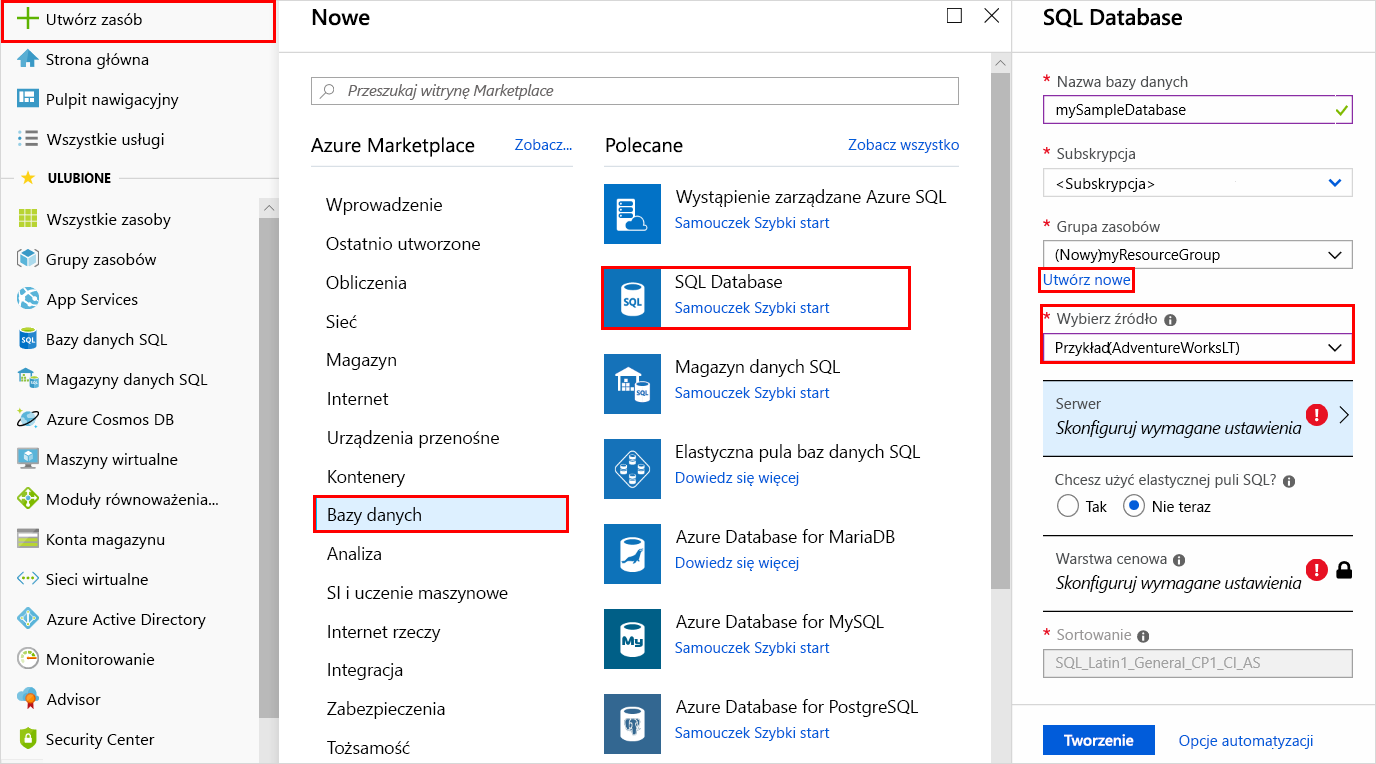 Utwórz zasób
Strona główna
Pulpit nawigacyjny
Wszystkie usługi
ULUBIONE
Wszystkie zasoby
Grupy zasobów
App Services
SQL
Bazy danych SQL
SQL
Magazyny danych SQL
Azure Cosmos DB
Maszyny wirtualne
Moduły równoważenia...
Konta magazynu
Sieci wirtualne
Azure Active Directory
Monitorowanie
Advisor
Security Center
Nowe
Przeszukaj witrynę Marketplace
Azure Marketplace Zobacz...
Wprowadzenie
Ostatnio utworzone
Obliczenia
Sieć
Magazyn
Internet
Urządzenia przenośne
Kontenery
Bazy danych
Analiza
SI i uczenie maszynowe
Internet rzeczy
Integracja
Zabezpieczenia
Tożsamość
Polecane Zobacz wszystko
Wystąpienie zarządzane Azure SQL
Samouczek Szybki start
SQL
SQL Database
Samouczek Szybki start
SQL
Magazyn danych SQL
Samouczek Szybki start
Elastyczna pula baz danych SQL
Dowiedz się więcej
Azure Database for MariaDB
Dowiedz się więcej
My
Azure Database for MySQL
Samouczek Szybki start
Azure Database for PostgreSQL
Samouczek Szybki start
SQL Database
* Nazwa bazy danych
mySampleDatabase
* Subskrypcja
<Subskrypcja>
* Grupa zasobów
(Nowy)myResourceGroup
Utwórz nowe
* Wybierz źródło
Przykład(AdventureWorksLT)
Serwer
Skonfiguruj wymagane ustawienia
Chcesz użyć elastycznej puli SQL?
Tak Nie teraz
Warstwa cenowa
Skonfiguruj wymagane ustawienia
* Sortowanie
SQL_Latin1_General_CP1_CI_AS
Tworzenie Opcje automatyzacji